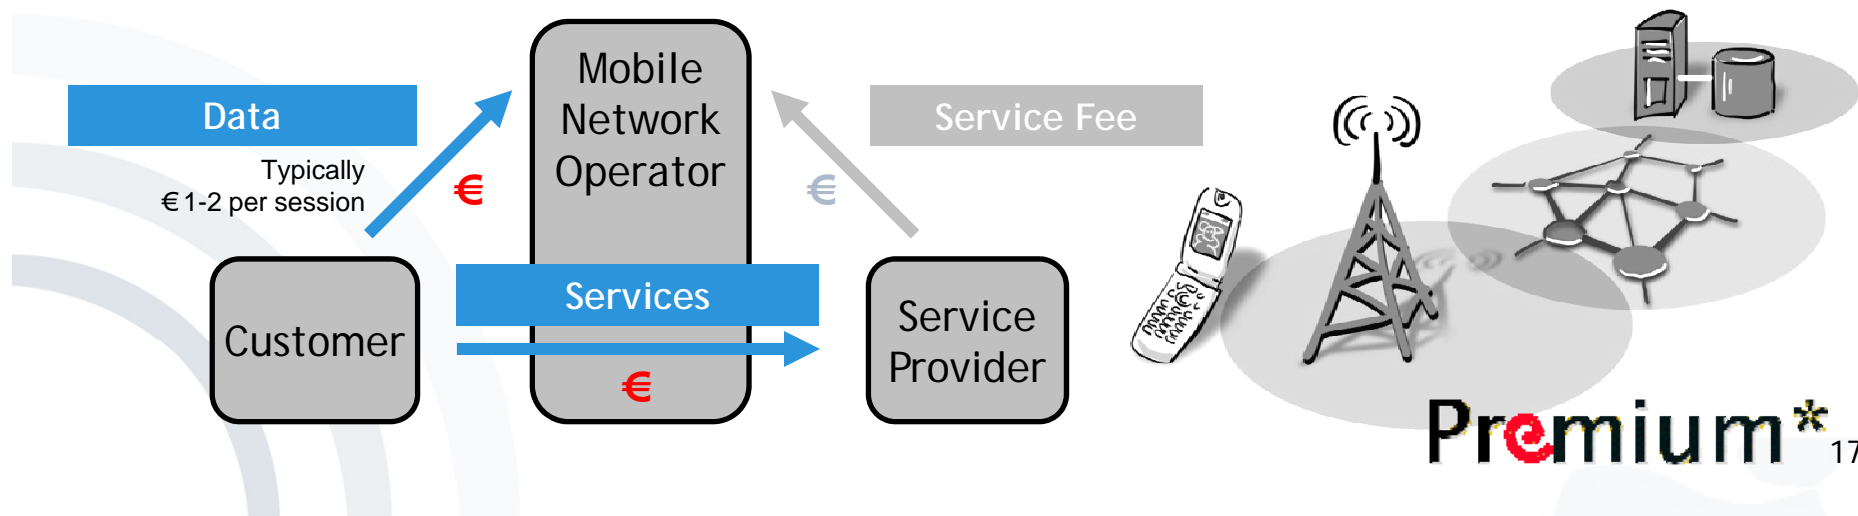 Mobile
Network
Operator
Data
Typically
€1-2 per session
€
Service Fee
€
Services
€
Customer
Service
Provider
Premium*
17